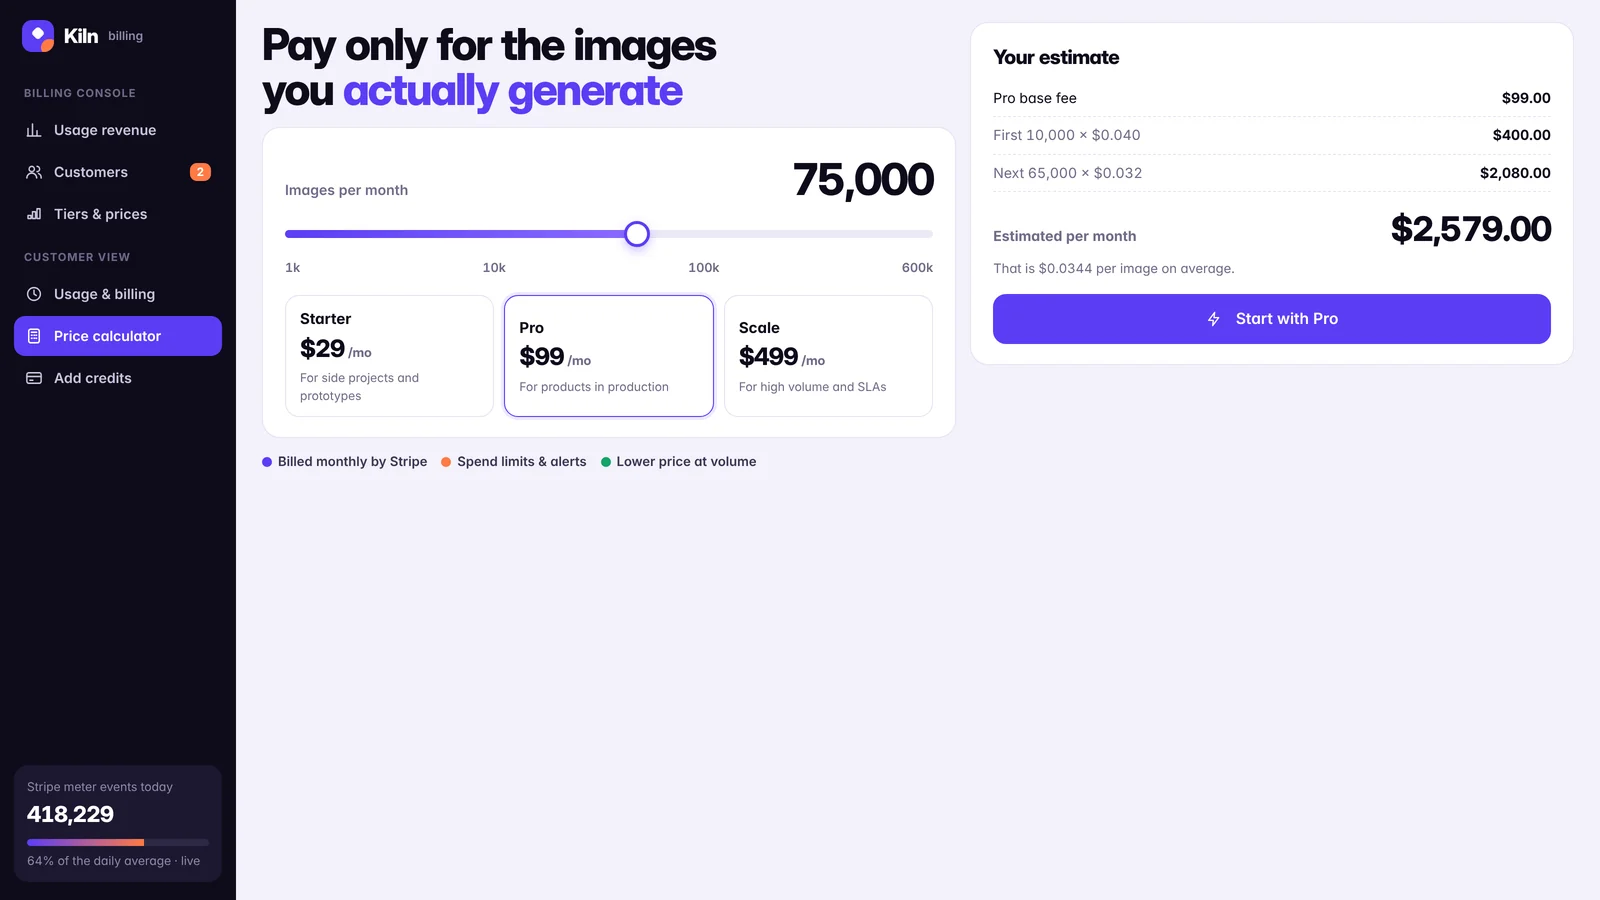 Kiln billing
BILLING CONSOLE
Usage revenue
Customers 2
Tiers & prices
CUSTOMER VIEW
Usage & billing
Price calculator
Add credits
Stripe meter events today
418,229
64% of the daily average · live
Pay only for the images
you actually generate
Images per month 75,000
1k 10k 100k 600k
Starter
$29 /mo
For side projects and
prototypes
Pro
$99 /mo
For products in production
Scale
$499 /mo
For high volume and SLAs
Billed monthly by Stripe Spend limits & alerts Lower price at volume
Your estimate
Pro base fee $99.00
First 10,000 × $0.040 $400.00
Next 65,000 × $0.032 $2,080.00
Estimated per month $2,579.00
That is $0.0344 per image on average.
Start with Pro